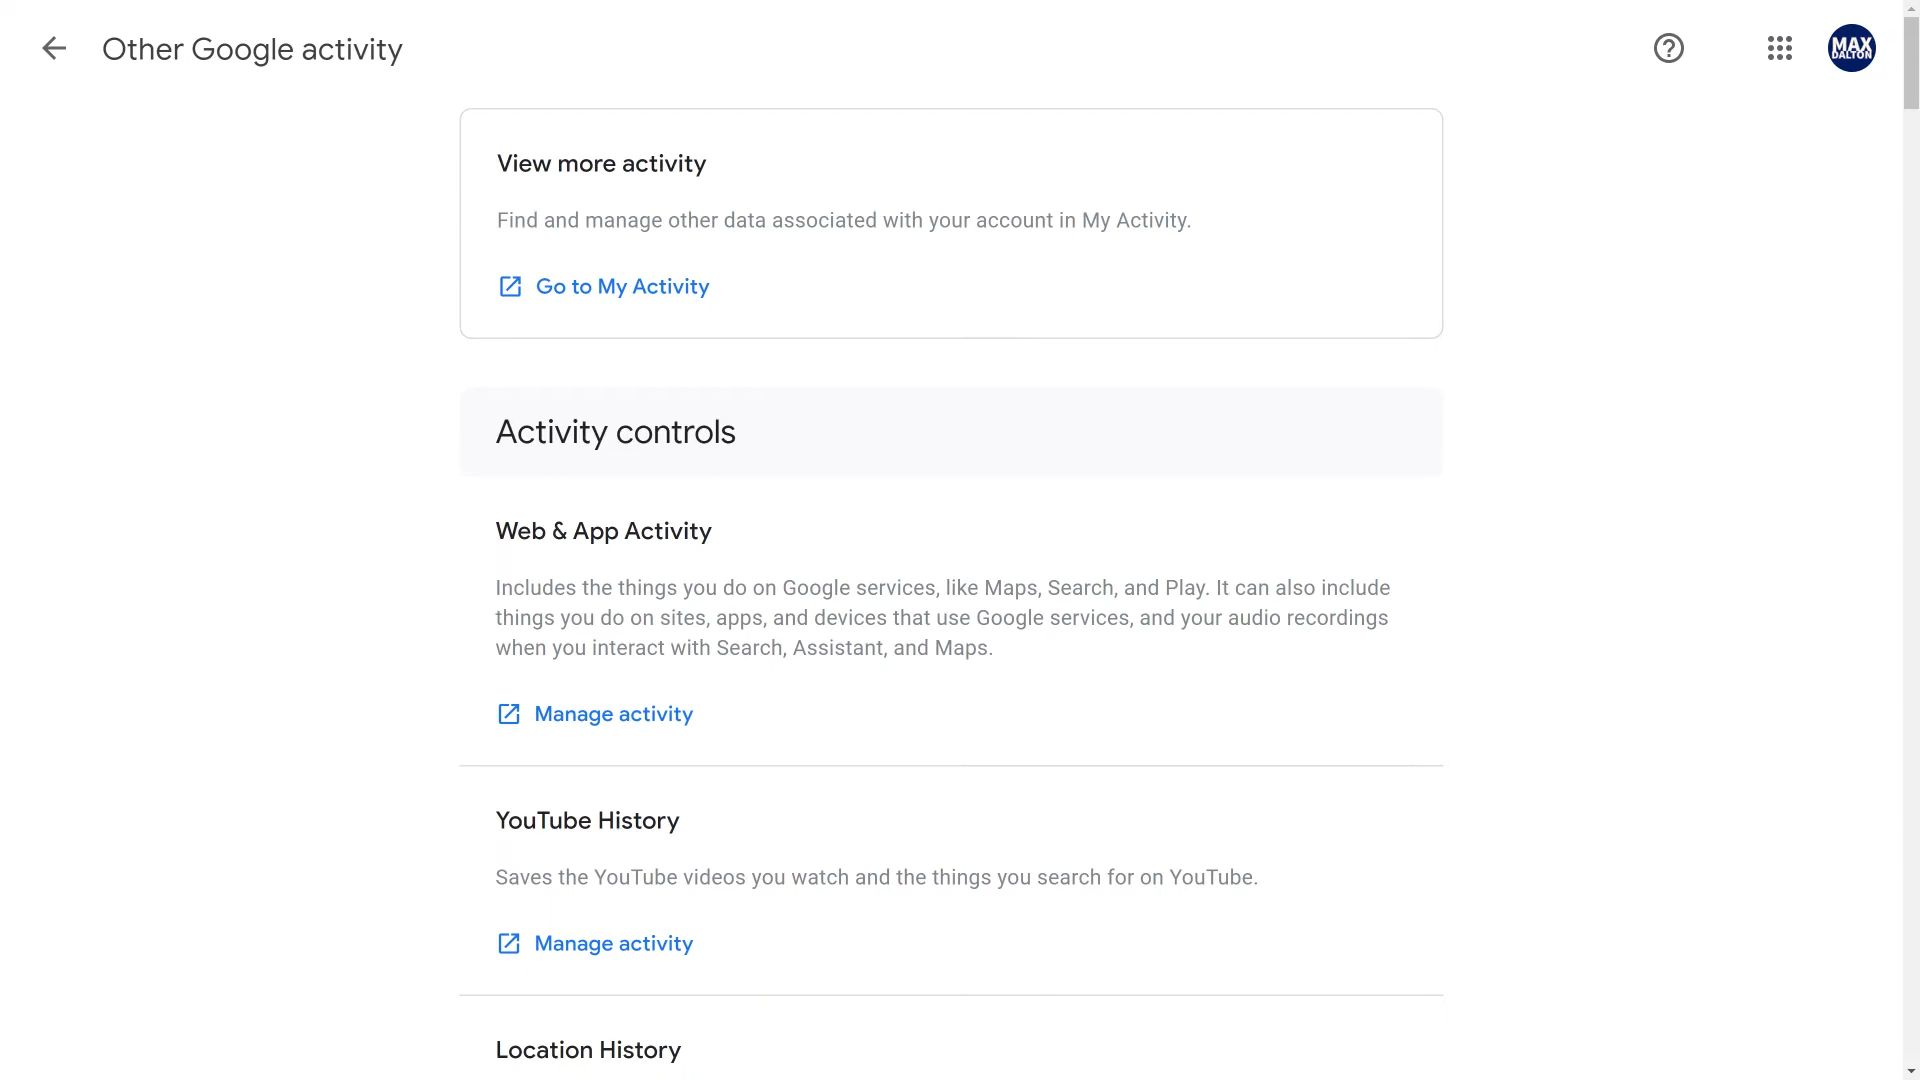 Other Google activity
MAX
DALTON
View more activity
Find and manage other data associated with your account in My Activity.
Go to My Activity
Activity controls
Web & App Activity
Includes the things you do on Google services, like Maps, Search, and Play. It can also include
things you do on sites, apps, and devices that use Google services, and your audio recordings
when you interact with Search, Assistant, and Maps.
Manage activity
YouTube History
Saves the YouTube videos you watch and the things you search for on YouTube.
Manage activity
Location History